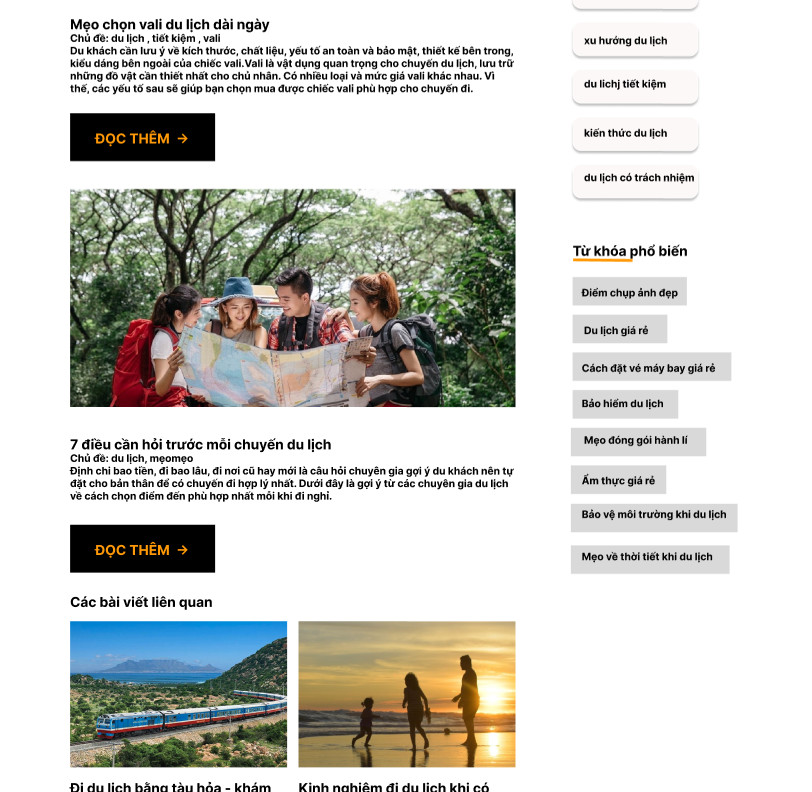 Mẹo chọn vali du lịch dài ngày
Chủ đề: du lịch , tiết kiệm , vali
Du khách cần lưu ý về kích thước, chất liệu, yếu tố an toàn và bảo mật, thiết kế bên trong,
kiểu dáng bên ngoài của chiếc vali.Vali là vật dụng quan trọng cho chuyến du lịch, lưu trữ
những đồ vật cần thiết nhất cho chủ nhân. Có nhiều loại và mức giá vali khác nhau. Vì
thế, các yếu tố sau sẽ giúp bạn chọn mua được chiếc vali phù hợp cho chuyến đi.
ĐỌC THÊM →
7 điều cần hỏi trước mỗi chuyến du lịch
Chủ đề: du lịch, mẹomẹo
Định chi bao tiền, đi bao lâu, đi nơi cũ hay mới là câu hỏi chuyên gia gợi ý du khách nên tự
đặt cho bản thân để có chuyến đi hợp lý nhất. Dưới đây là gợi ý từ các chuyên gia du lịch
về cách chọn điểm đến phù hợp nhất mỗi khi đi nghỉ.
ĐỌC THÊM →
Các bài viết liên quan
Đi du lịch bằng tàu hỏa - khám
Kinh nghiệm đi du lịch khi có
xu hướng du lịch
du lichj tiết kiệm
kiến thức du lịch
du lịch có trách nhiệm
Từ khóa phổ biến
Điểm chụp ảnh đẹp
Du lịch giá rẻ
Cách đặt vé máy bay giá rẻ
Bảo hiểm du lịch
Mẹo đóng gói hành lí
Ẩm thực giá rẻ
Bảo vệ môi trường khi du lịch
Mẹo về thời tiết khi du lịch